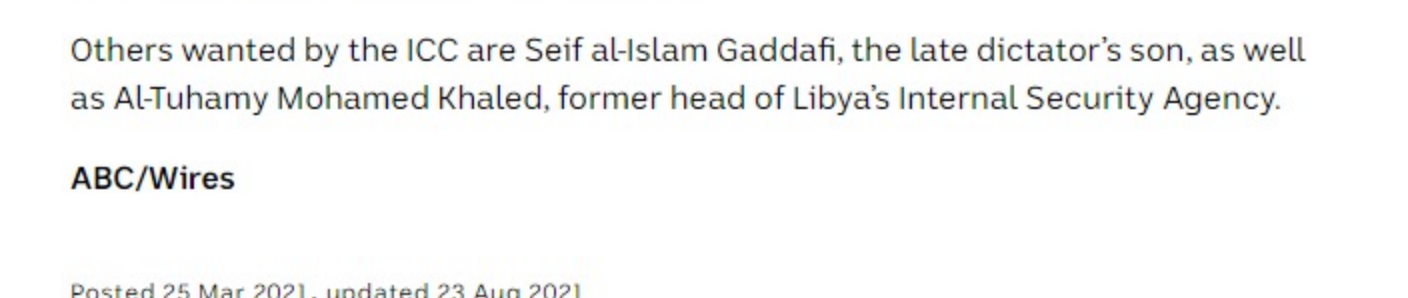 Others wanted by the ICC are Seif al-Islam Gaddafi, the late dictator’s son, as well
as Al-Tuhamy Mohamed Khaled, former head of Libya’s Internal Security Agency.
ABC/Wires
Posted 25 Mar 2021, updated 23 Aug 2021